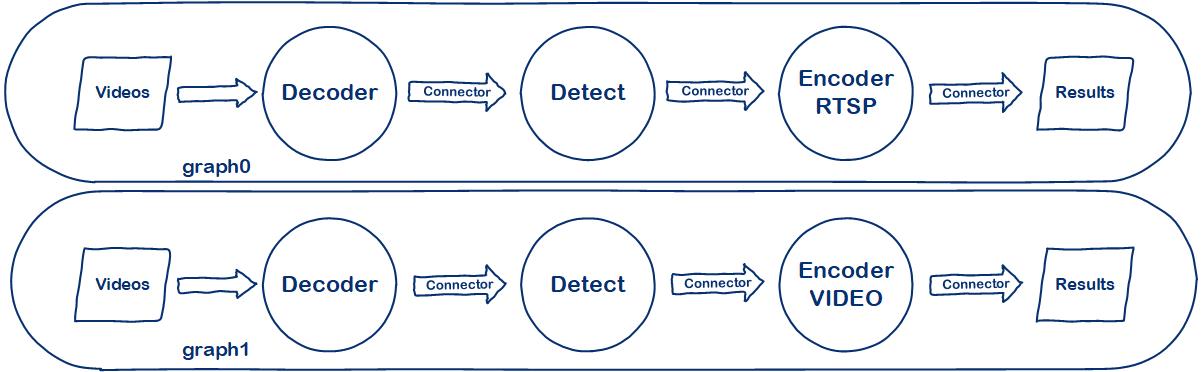 Videos
Decoder
Connector
Detect
Connector
Encoder
RTSP
Connector
Results
graph0
Videos
Decoder
Connector
Detect
Connector
Encoder
VIDEO
Connector
Results
graph1